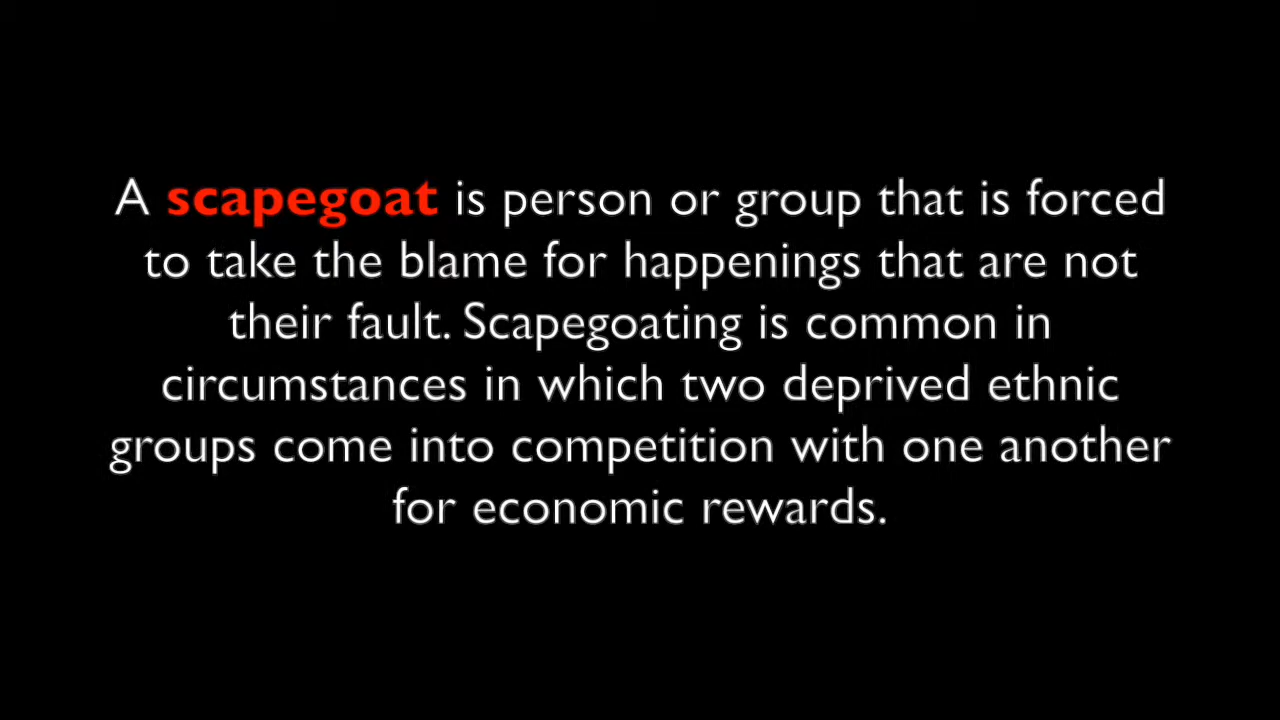 A scapegoat is person or group that is forced
to take the blame for happenings that are not
their fault. Scapegoating is common in
circumstances in which two deprived ethnic
groups come into competition with one another
for economic rewards.